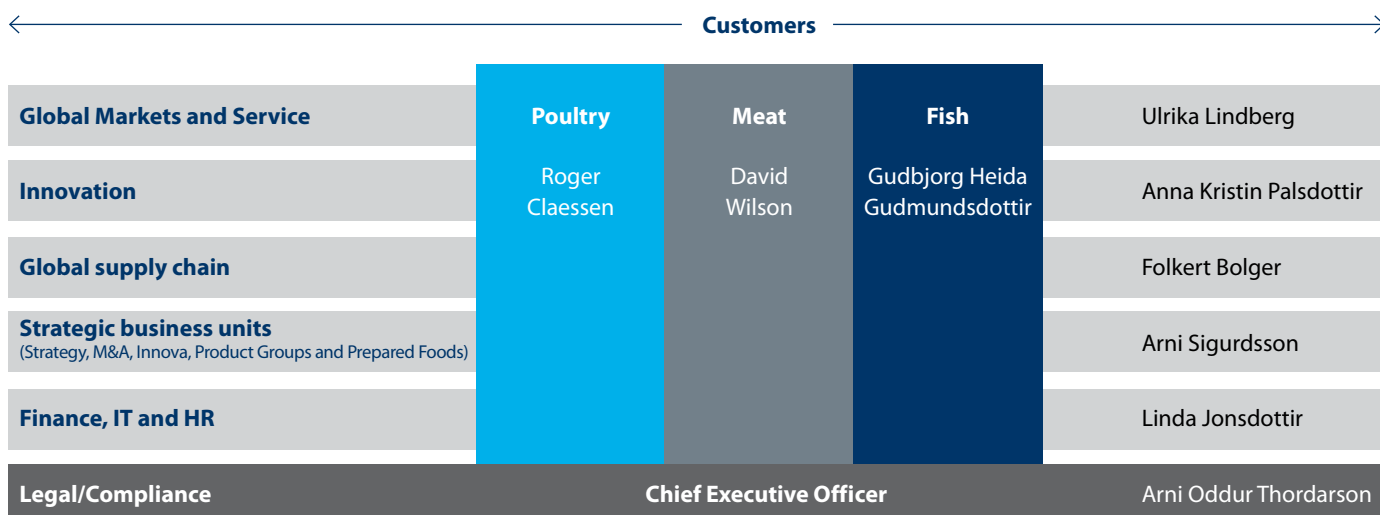 Customers
Global Markets and Service
Poultry
Meat
Fish
Ulrika Lindberg
Innovation
Roger
Claessen
David
Wilson
Gudbjorg Heida
Gudmundsdottir
Anna Kristin Palsdottir
Global supply chain
Folkert Bolger
Strategic business units
(Strategy, M&A, Innova, Product Groups and Prepared Foods)
Arni Sigurdsson
Finance, IT and HR
Linda Jonsdottir
Legal/Compliance
Chief Executive Officer
Arni Oddur Thordarson